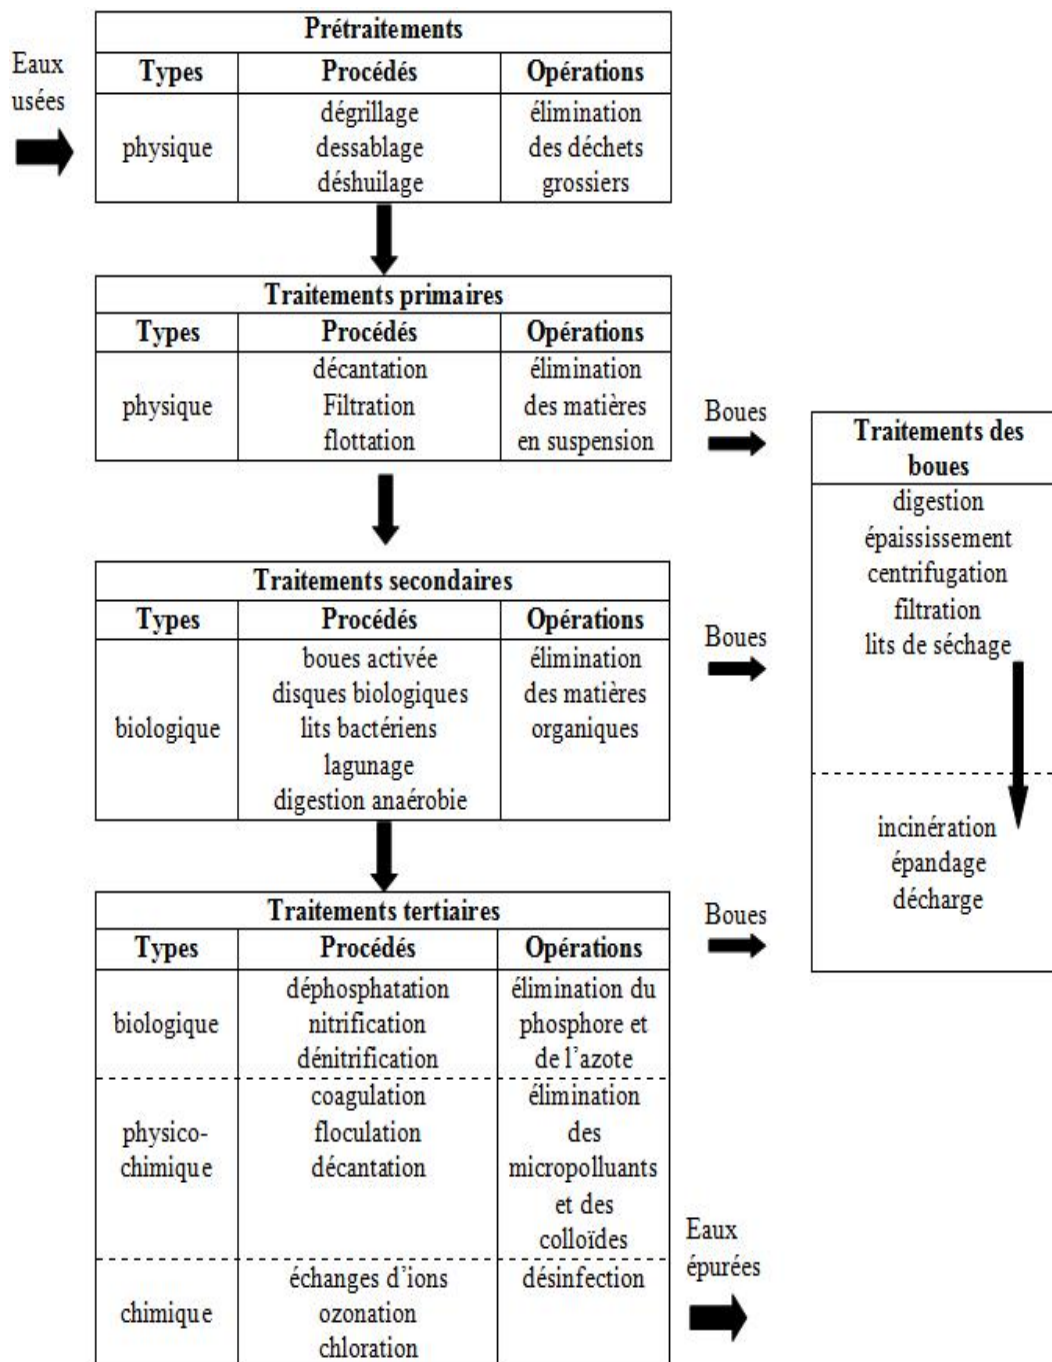 Eaux
usées
Prétraitements
Types Procédés Opérations
physique
dégrillage
dessablage
déshuilage
élimination
des déchets
grossiers
Traitements primaires
Types Procédés Opérations
physique
décantation
Filtration
flottation
élimination
des matières
en suspension
Boues
Traitements secondaires
Types Procédés Opérations
biologique
boues activée
disques biologiques
lits bactériens
lagunage
digestion anaérobie
élimination
des matières
organiques
Boues
Traitements tertiaires
Types Procédés Opérations
biologique
déphosphatation
nitrification
dénitrification
élimination du
phosphore et
de l'azote
physico-
chimique
coagulation
floculation
décantation
élimination
des
micropolluants
et des
colloïdes
chimique
échanges d'ions
ozonation
chloration
désinfection
Boues
Traitements des
boues
digestion
épaississement
centrifugation
filtration
lits de séchage
incinération
épandage
décharge
Eaux
épurées